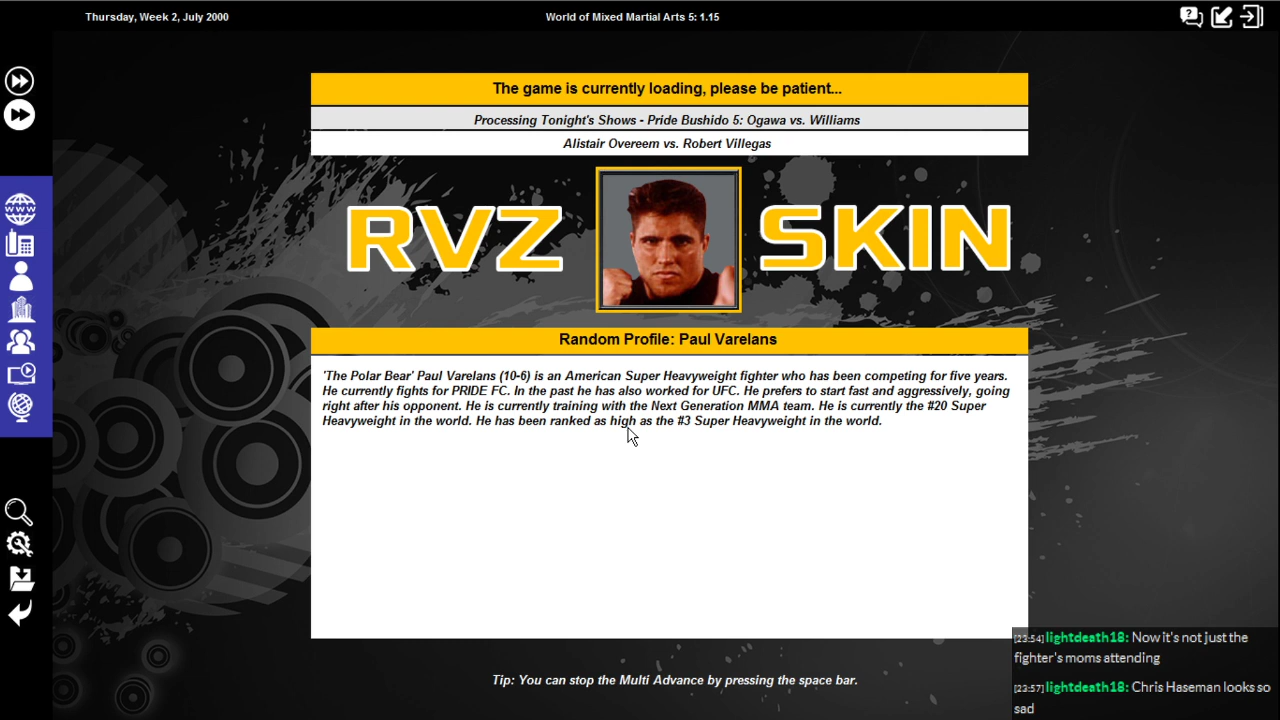 Thursday, Week 2, July 2000
World of Mixed Martial Arts 5: 1.15
The game is currently loading, please be patient...
Processing Tonight's Shows - Pride Bushido 5: Ogawa vs. Williams
Alistair Overeem vs. Robert Villegas
RVZ SKIN
Random Profile: Paul Varelans
'The Polar Bear' Paul Varelans (10-6) is an American Super Heavyweight fighter who has been competing for five years.
He currently fights for PRIDE FC. In the past he has also worked for UFC. He prefers to start fast and aggressively, going
right after his opponent. He is currently training with the Next Generation MMA team. He is currently the #20 Super
Heavyweight in the world. He has been ranked as high as the #3 Super Heavyweight in the world.
[23:54] lightdeath18: Now it's not just the
fighter's moms attending
[23:57] lightdeath18: Chris Haseman looks so
sad
Tip: You can stop the Multi Advance by pressing the space bar.
WWW